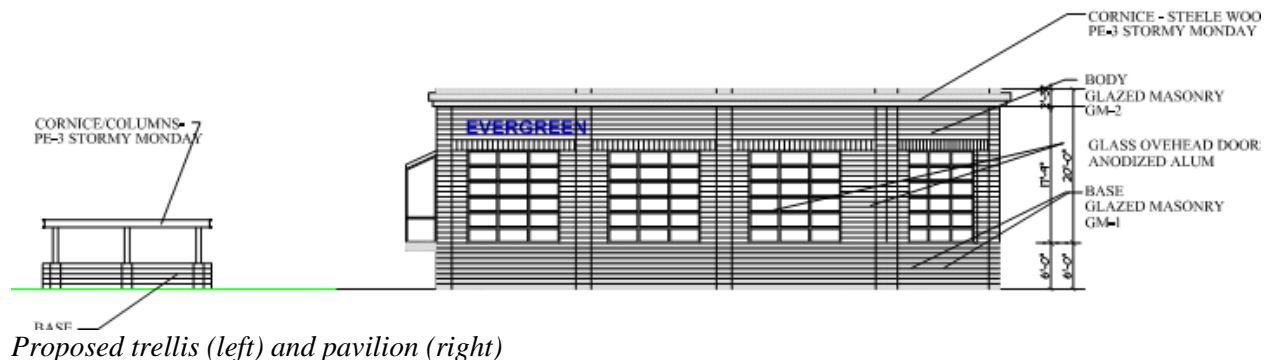 CORNICE - STEELE WOO
PE-3 STORMY MONDAY
BODY
GLAZED MASONRY
GM-2
CORNICE/COLUMNS-
PE-3 STORMY MONDAY
EVERGREEN
GLASS OVEHEAD DOOR
ANODIZED ALUM
BASE
GLAZED MASONRY
GM-1
17'-9"
20'-0"
6'-0"
6'-0"
BASE
Proposed trellis (left) and pavilion (right)